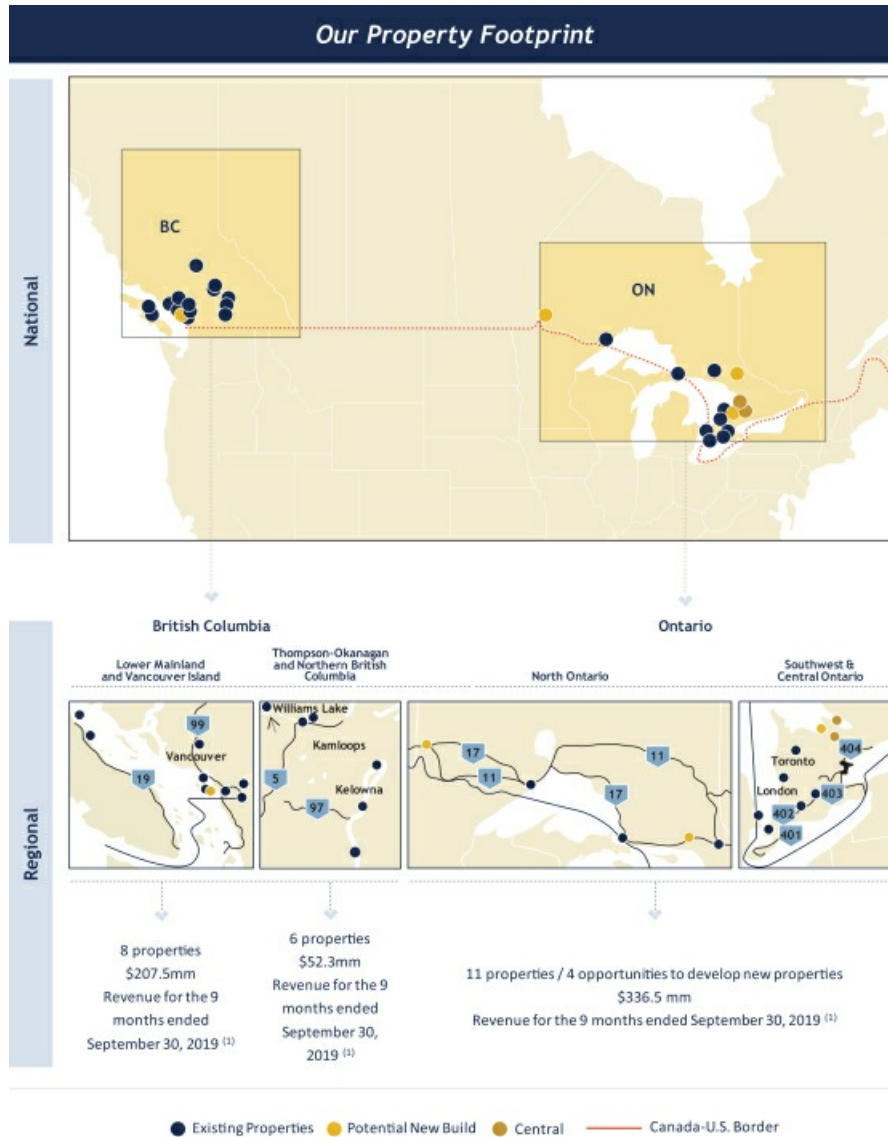 Our Property Footprint
National
BC
ON
Regional
British Columbia
Ontario
Lower Mainland
and Vancouver Island
Thompson-Okanagan
and Northern British
Columbia
North Ontario
Southwest &
Central Ontario
99
Vancouver
19
Williams Lake
Kamloops
5
Kelowna
97
17
11
11
17
404
Toronto
London
403
402
401
8 properties
$207.5mm
Revenue for the 9
months ended
September 30, 2019 (1)
6 properties
$52.3mm
Revenue for the 9
months ended
September 30,
2019 (1)
11 properties / 4 opportunities to develop new properties
$336.5 mm
Revenue for the 9 months ended September 30, 2019 (1)
Existing Properties
Potential New Build
Central
Canada-U.S. Border